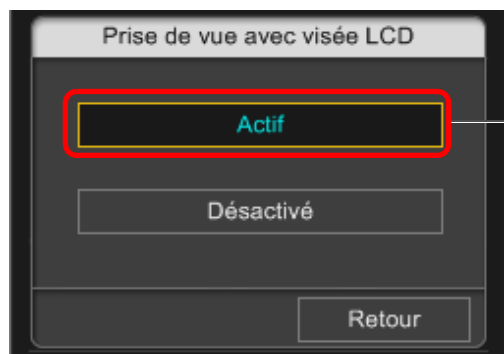 Prise de vue avec visée LCD
Actif
Désactivé
Retour